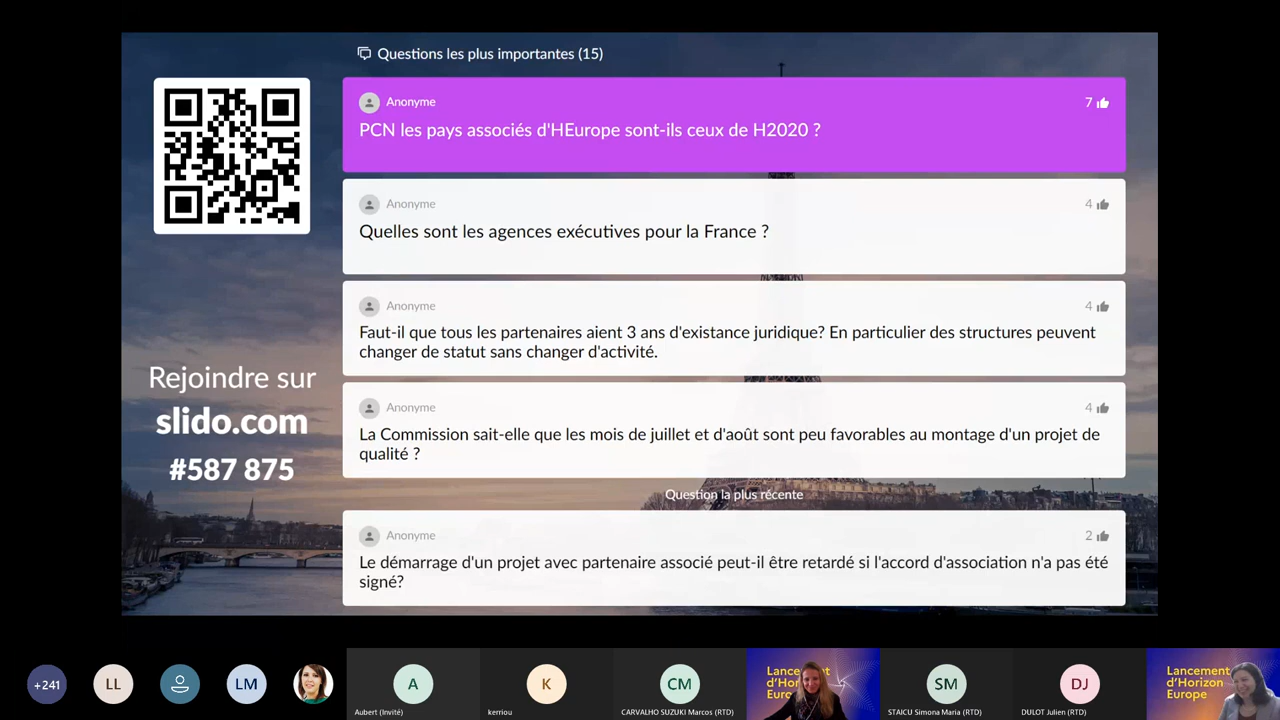 Questions les plus importantes (15)
Anonyme
7
PCN les pays associés d'HEurope sont-ils ceux de H2020 ?
Anonyme
4
Quelles sont les agences exécutives pour la France ?
Anonyme
4
Faut-il que tous les partenaires aient 3 ans d'existance juridique? En particulier des structures peuvent
changer de statut sans changer d'activité.
Anonyme
4
La Commission sait-elle que les mois de juillet et d'août sont peu favorables au montage d'un projet de
qualité ?
Question la plus récente
Anonyme
2
Le démarrage d'un projet avec partenaire associé peut-il être retardé si l'accord d'association n'a pas été
signé?
Rejoindre sur
slido.com
#587 875
+241
LL
LM
A
Aubert (Invité)
K
kerriou
CM
CARVALHO SUZUKI Marcos (RTD)
Lancement
d'Horizon
Europe
SM
STAICU Simona Maria (RTD)
DJ
DULOT Julien (RTD)
Lancement
d'Horizon
Europe